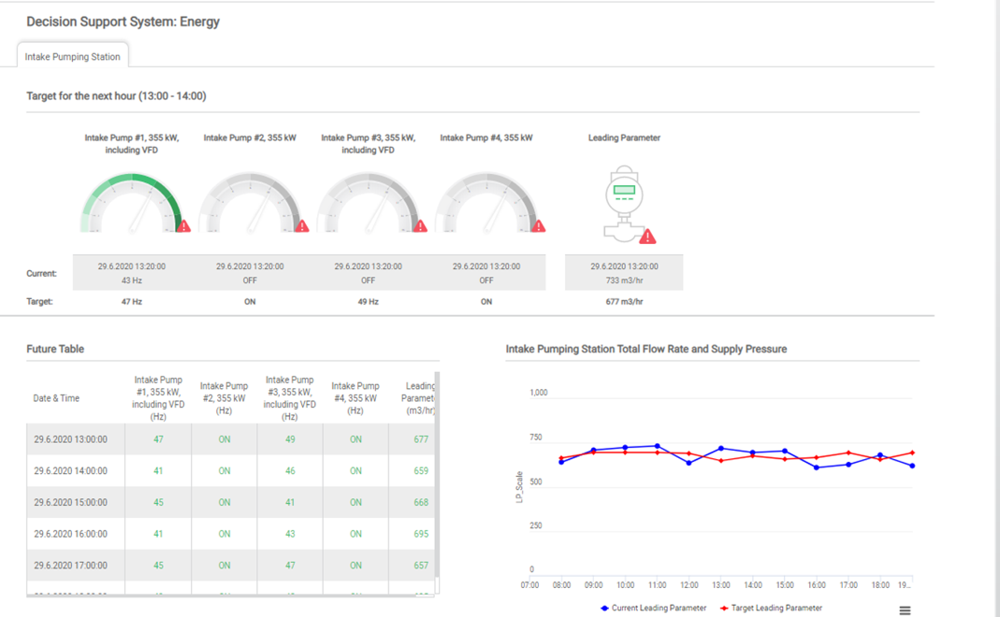 Decision Support System: Energy
Intake Pumping Station
Target for the next hour (13:00 - 14:00)
Intake Pump #1, 355 kW,
including VFD
Intake Pump #2, 355 kW
Intake Pump #3, 355 kW,
including VFD
Intake Pump #4, 355 kW
Leading Parameter
Current:
29.6.2020 13:20:00
43 Hz
29.6.2020 13:20:00
OFF
29.6.2020 13:20:00
OFF
29.6.2020 13:20:00
OFF
29.6.2020 13:20:00
733 m3/hr
Target:
47 Hz
ON
49 Hz
ON
677 m3/hr
Future Table
Date & Time
Intake Pump
#1, 355 kW,
including VFD
(Hz)
Intake Pump
#2, 355 kW
(Hz)
Intake Pump
#3, 355 kW,
including VFD
(Hz)
Intake Pump
#4, 355 kW
(Hz)
Leading
Paramet
(m3/hr)
29.6.2020 13:00:00 47 ON 49 ON 677
29.6.2020 14:00:00 41 ON 46 ON 659
29.6.2020 15:00:00 45 ON 41 ON 668
29.6.2020 16:00:00 41 ON 43 ON 695
29.6.2020 17:00:00 45 ON 47 ON 657
Intake Pumping Station Total Flow Rate and Supply Pressure
LP_Scale
1,000
750
500
250
0
07:00 08:00 09:00 10:00 11:00 12:00 13:00 14:00 15:00 16:00 17:00 18:00 19...
Current Leading Parameter
Target Leading Parameter